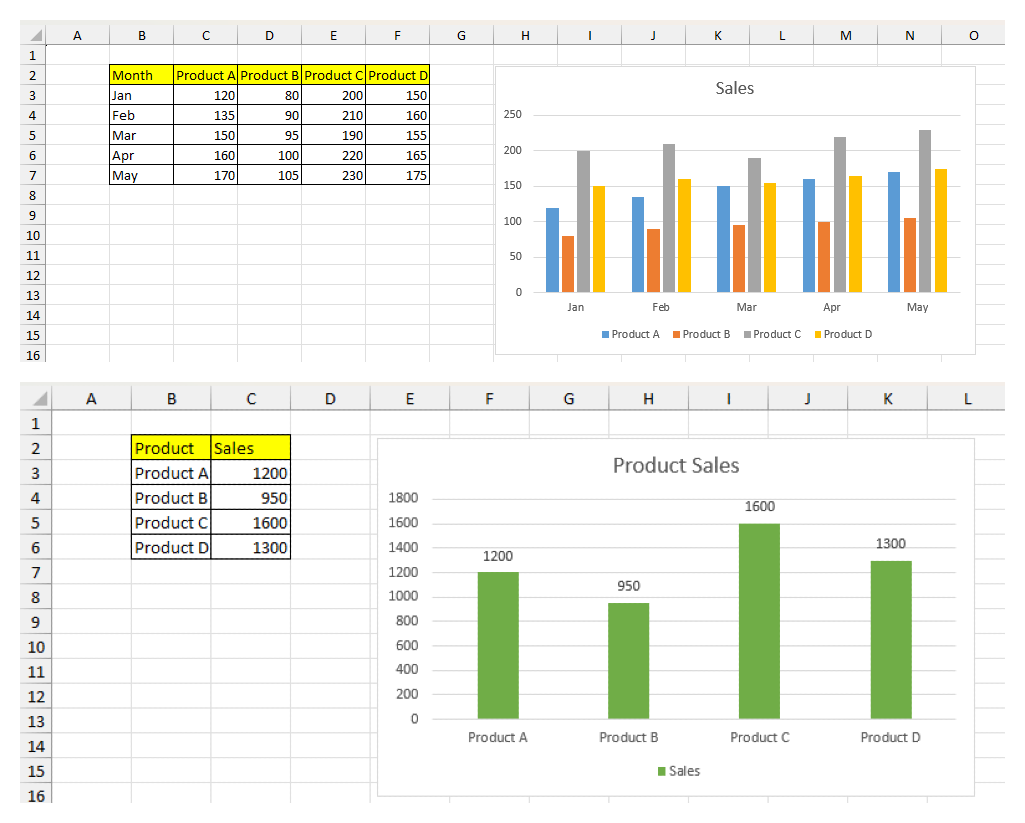 A B C D E F G H I J K L M N O
1
2 Month Product A Product B Product C Product D
3 Jan 120 80 200 150
4 Feb 135 90 210 160
5 Mar 150 95 190 155
6 Apr 160 100 220 165
7 May 170 105 230 175
8
9
10
11
12
13
14
15
16
Sales
250
200
150
100
50
0
Jan Feb Mar Apr May
Product A Product B Product C Product D
A B C D E F G H I J K L
1
2 Product Sales
3 Product A 1200
4 Product B 950
5 Product C 1600
6 Product D 1300
7
8
9
10
11
12
13
14
15
16
Product Sales
1800
1600
1400
1200
1000
800
600
400
200
0
1200 950 1600 1300
Product A Product B Product C Product D
Sales